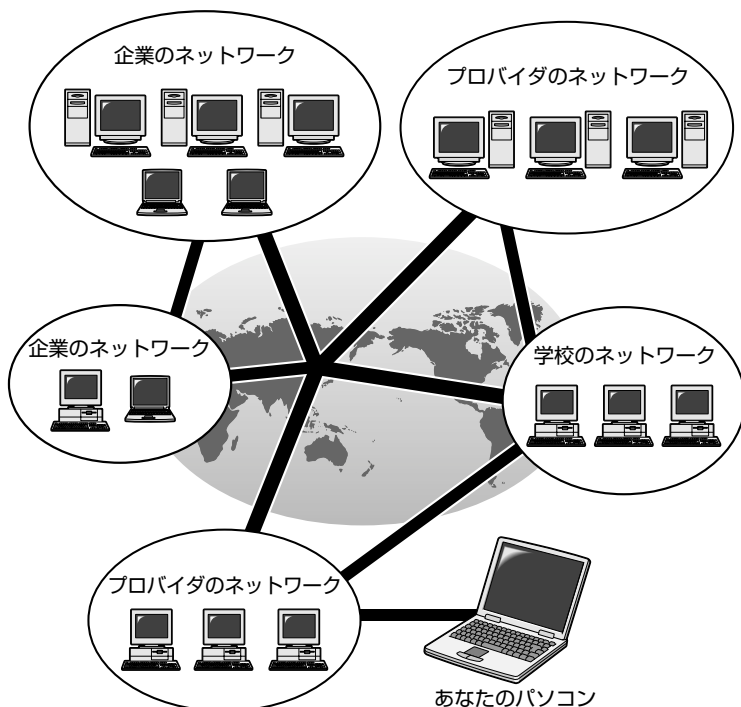 企業のネットワーク
プロバイダのネットワーク
企業のネットワーク
学校のネットワーク
プロバイダのネットワーク
あなたのパソコン